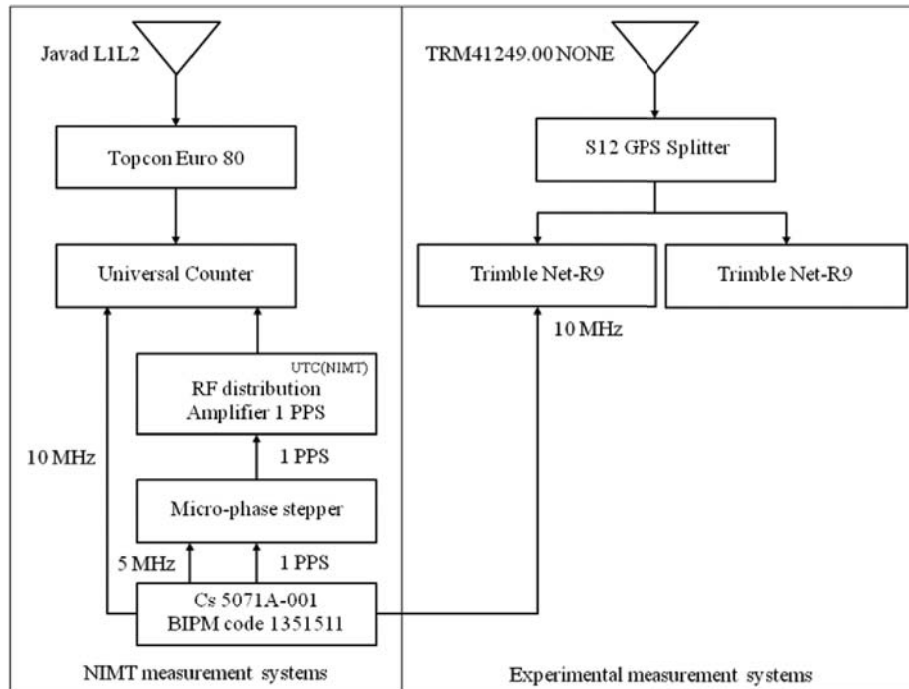 Javad L1L2
Topcon Euro 80
Universal Counter
UTC(NIMT)
RF distribution
Amplifier 1 PPS
10 MHz
1 PPS
Micro-phase stepper
5 MHz
1 PPS
Cs 5071A-001
BIPM code 1351511
NIMT measurement systems
TRM41249.00 NONE
S12 GPS Splitter
Trimble Net-R9
Trimble Net-R9
10 MHz
Experimental measurement systems